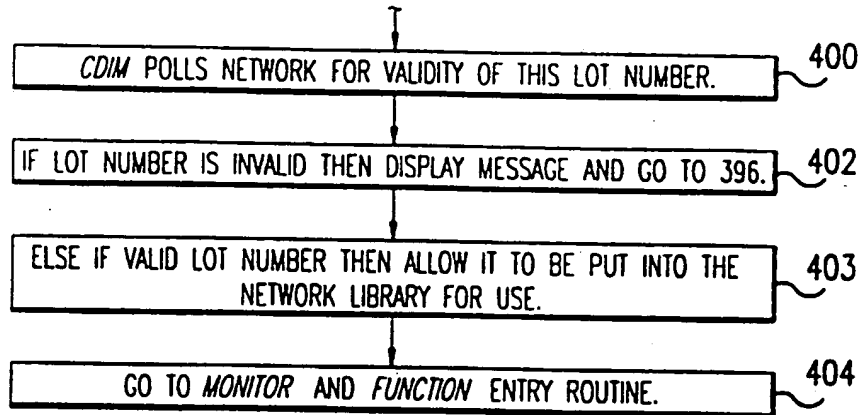 CDIM POLLS NETWORK FOR VALIDITY OF THIS LOT NUMBER.
400
IF LOT NUMBER IS INVALID THEN DISPLAY MESSAGE AND GO TO 396.
402
ELSE IF VALID LOT NUMBER THEN ALLOW IT TO BE PUT INTO THE
NETWORK LIBRARY FOR USE.
403
GO TO MONITOR AND FUNCTION ENTRY ROUTINE.
404